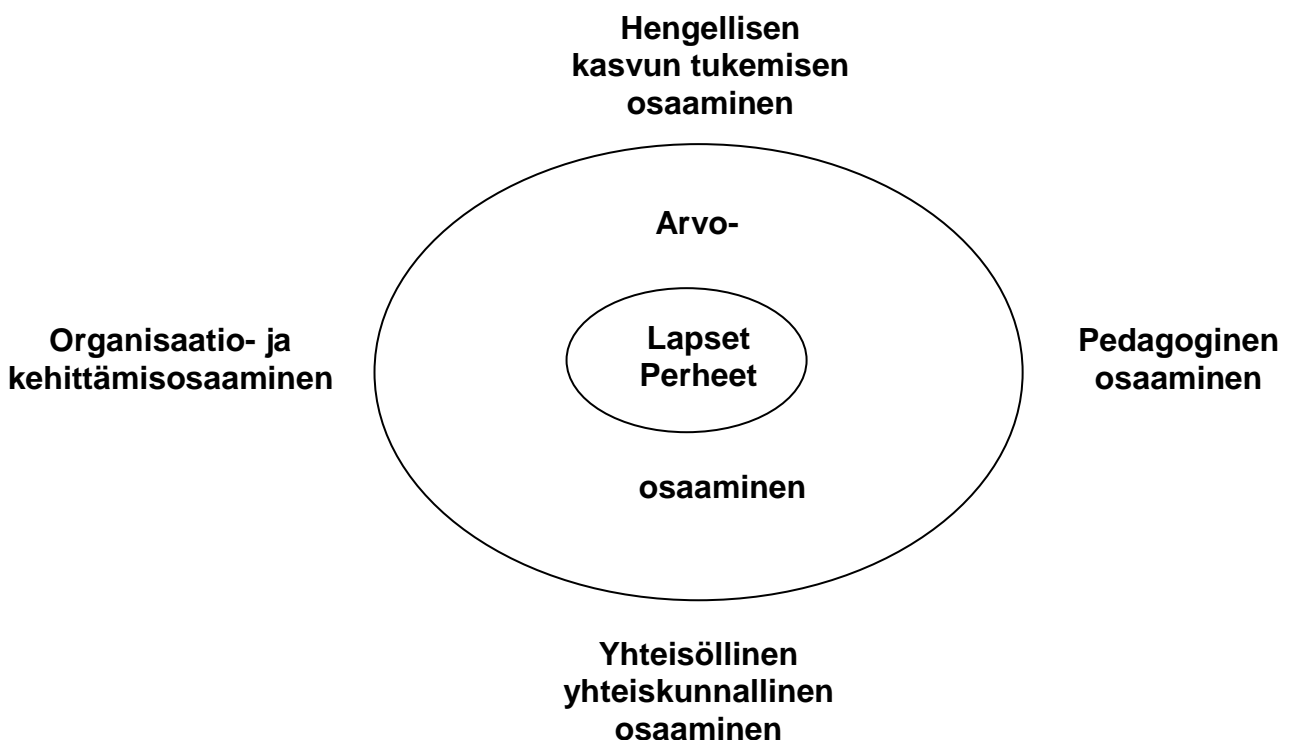 Hengellisen
kasvun tukemisen
osaaminen
Arvo-
Organisaatio- ja
kehittämisosaaminen
Lapset
Perheet
Pedagoginen
osaaminen
osaaminen
Yhteisöllinen
yhteiskunnallinen
osaaminen